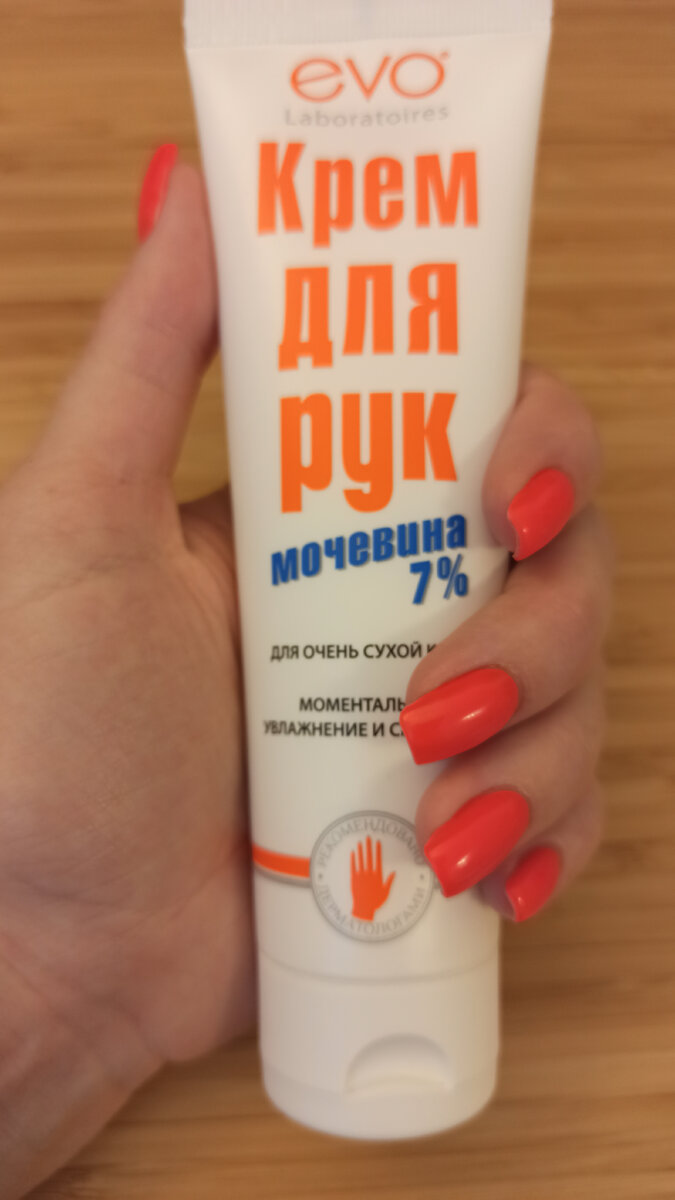 evo®
Laboratoires
Крем
для
рук
мочевина
7%
ДЛЯ ОЧЕНЬ СУХОЙ
МОМЕНТАЛЬ
УВЛАЖНЕНИЕ И
РЕКОМЕНДОВАНО
ДЕРМАТОЛОГАМИ